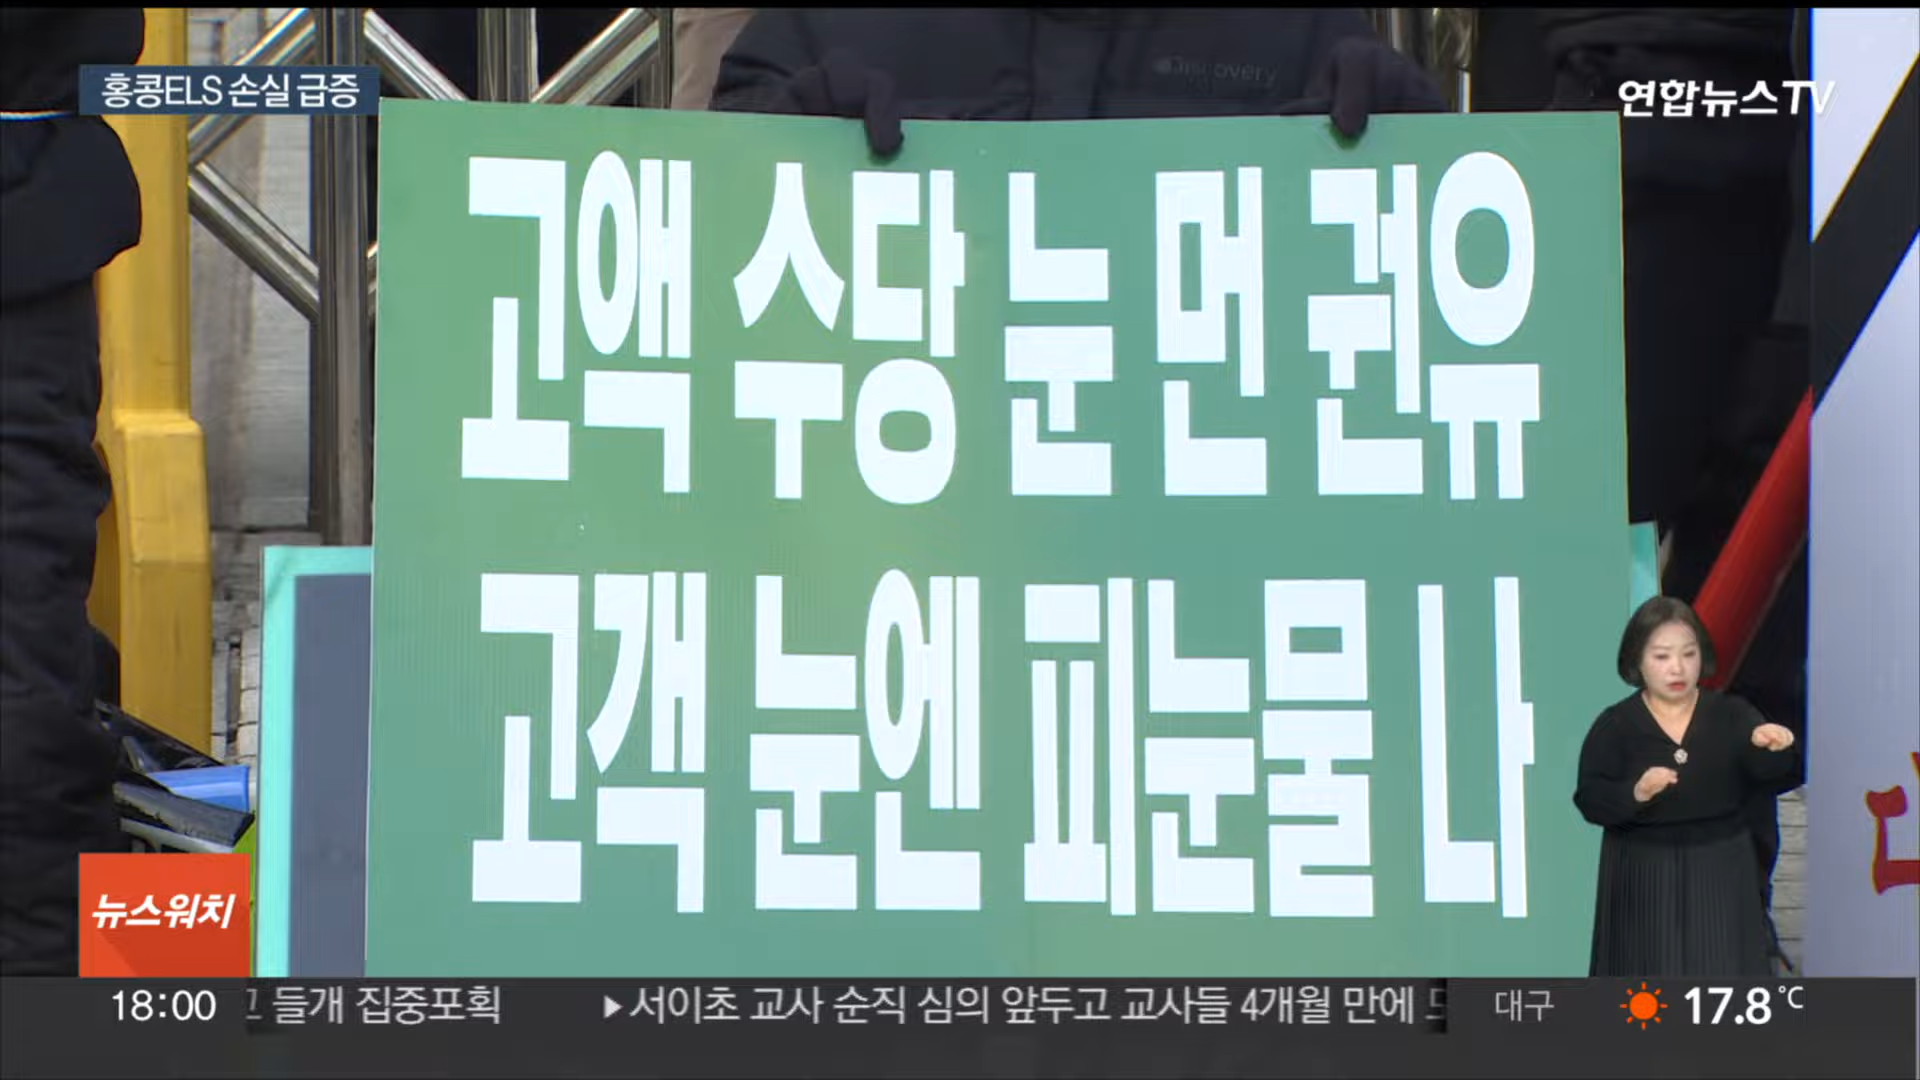 홍콩ELS 손실 급증
연합뉴스TV
Discovery
고액 수당 눈 먼 권유
고객 눈엔 피눈물 나
뉴스워치
18:00 들개 집중포획 ▶서이초 교사 순직 심의 앞두고 교사들 4개월 만에 대구 17.8℃